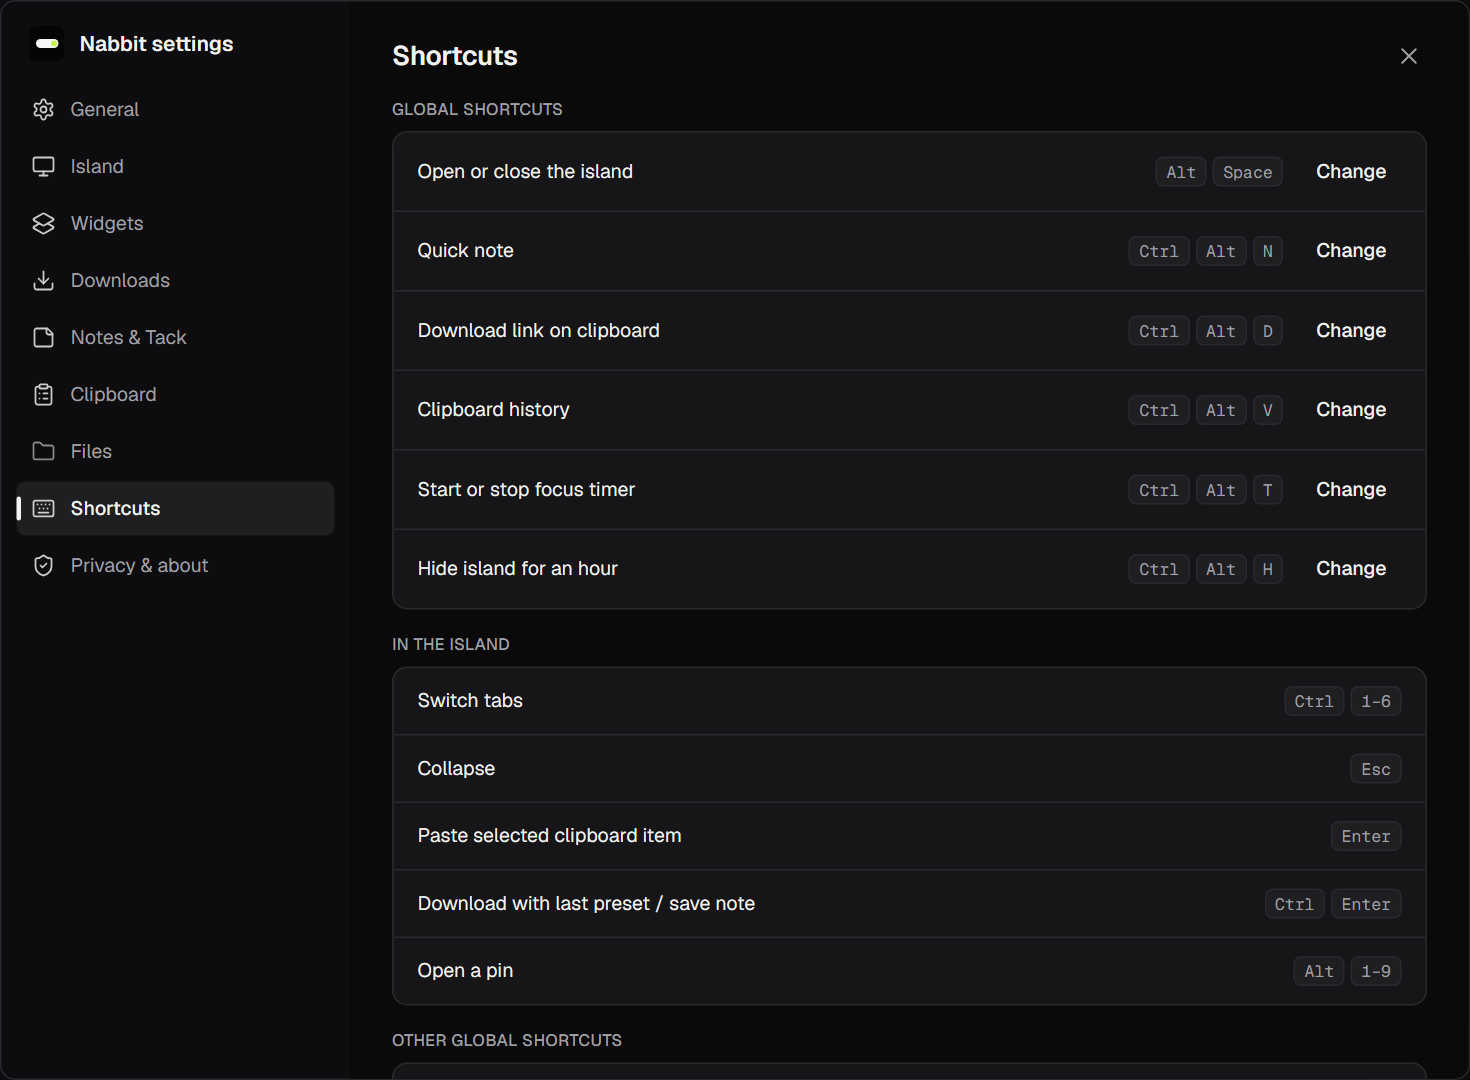 Nabbit settings
General
Island
Widgets
Downloads
Notes & Tack
Clipboard
Files
Shortcuts
Privacy & about
Shortcuts
GLOBAL SHORTCUTS
Open or close the island Alt Space Change
Quick note Ctrl Alt N Change
Download link on clipboard Ctrl Alt D Change
Clipboard history Ctrl Alt V Change
Start or stop focus timer Ctrl Alt T Change
Hide island for an hour Ctrl Alt H Change
IN THE ISLAND
Switch tabs Ctrl 1-6
Collapse Esc
Paste selected clipboard item Enter
Download with last preset / save note Ctrl Enter
Open a pin Alt 1-9
OTHER GLOBAL SHORTCUTS